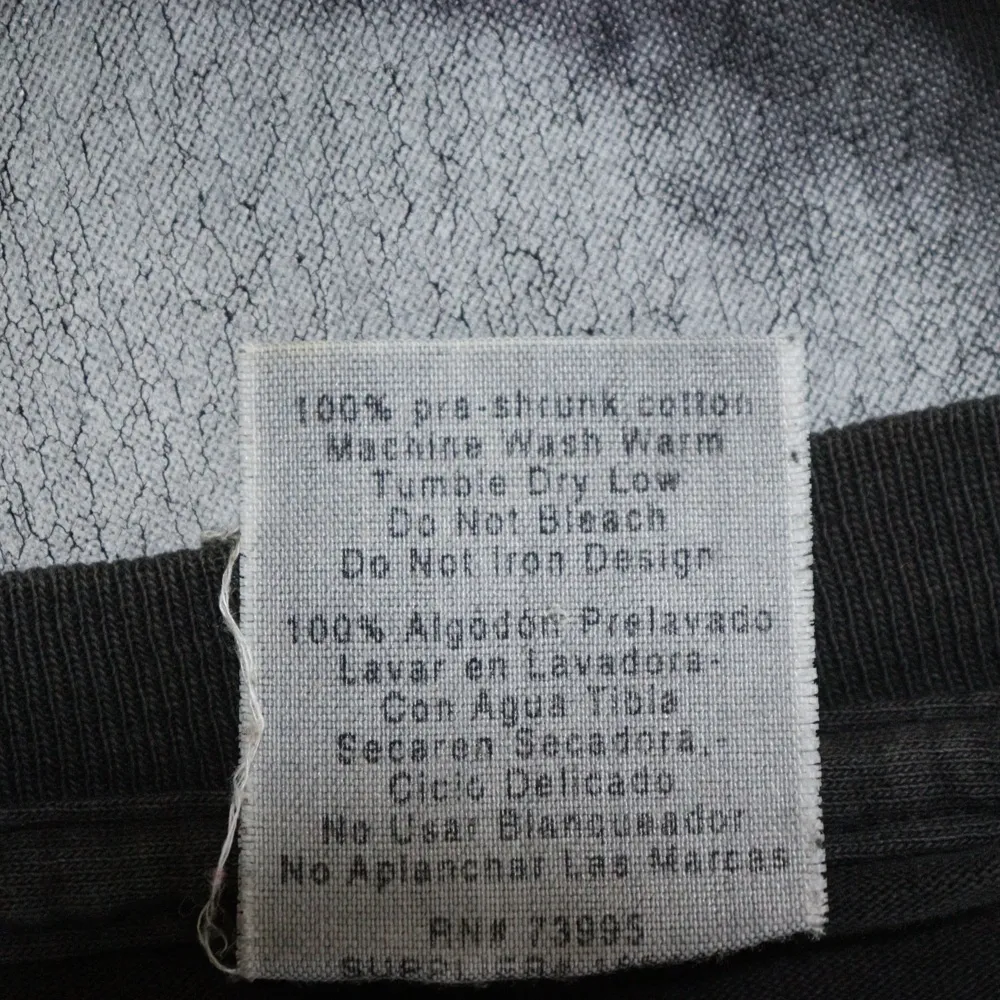 100% pre-shrunk cotton
Machine Wash Warm
Tumble Dry Low
Do Not Bleach
Do Not Iron Design
100% Algodón Prelavado
Lavar en Lavadora-
Con Agua Tibia
Secaren Secadora,-
Ciclo Delicado
No Usar Blanqueador
No Aplanchar Las Marcas
RN# 73995